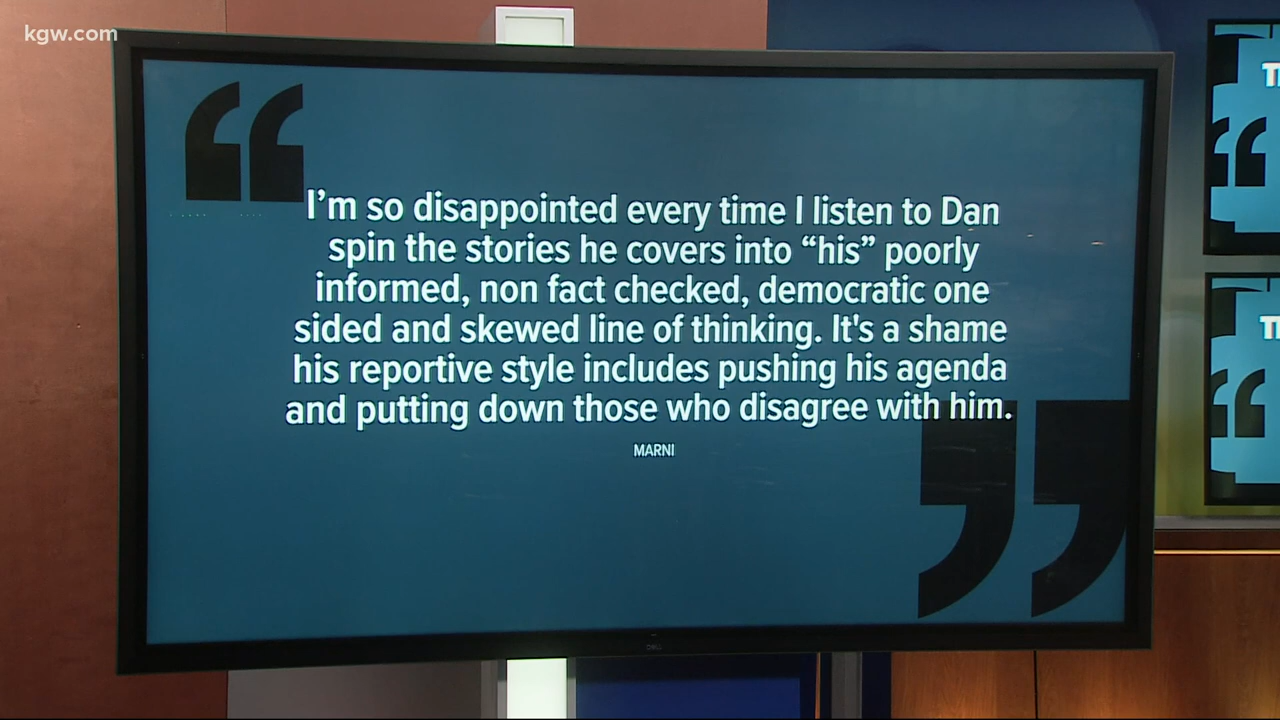 kgw.com
“
I’m so disappointed every time I listen to Dan
spin the stories he covers into “his” poorly
informed, non fact checked, democratic one
sided and skewed line of thinking. It's a shame
his reportive style includes pushing his agenda
and putting down those who disagree with him.
MARNI
”
DELL
“
“